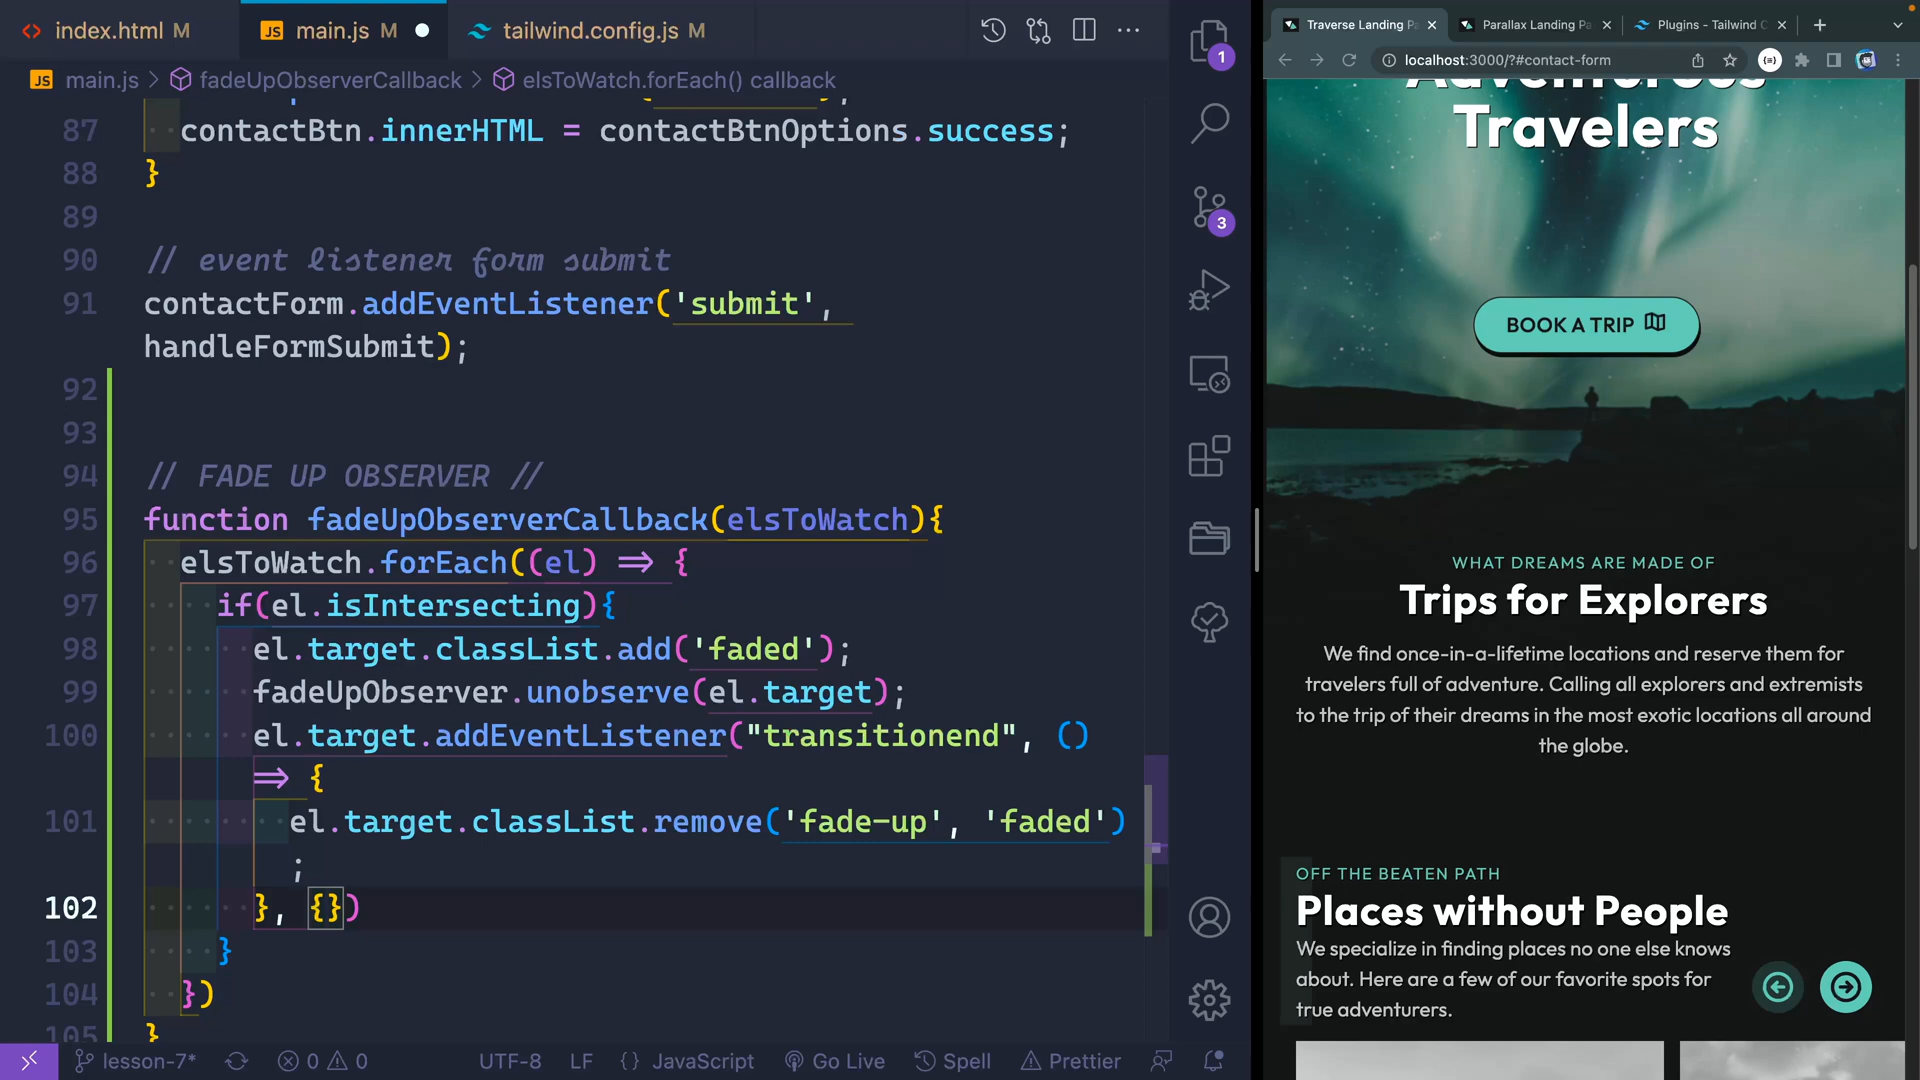 index.html M
main.js M
tailwind.config.js M
main.js > fadeUpObserverCallback > elsToWatch.forEach() callback
87 contactBtn.innerHTML = contactBtnOptions.success;
88 }
89
90 // event listener form submit
91 contactForm.addEventListener('submit',
handleFormSubmit);
92
93
94 // FADE UP OBSERVER //
95 function fadeUpObserverCallback(elsToWatch){
96 elsToWatch.forEach((el) => {
97 if(el.isIntersecting){
98 el.target.classList.add('faded');
99 fadeUpObserver.unobserve(el.target);
100 el.target.addEventListener("transitionend", ()
=> {
101 el.target.classList.remove('fade-up', 'faded')
;
102 }, {})
103 }
104 })
105 }
lesson-7* 0 0 UTF-8 LF {} JavaScript Go Live Spell Prettier
1
3
Traverse Landing Pa
Parallax Landing Pa
Plugins - Tailwind C
localhost:3000/?#contact-form
Adventurous
Travelers
BOOK A TRIP
WHAT DREAMS ARE MADE OF
Trips for Explorers
We find once-in-a-lifetime locations and reserve them for
travelers full of adventure. Calling all explorers and extremists
to the trip of their dreams in the most exotic locations all around
the globe.
OFF THE BEATEN PATH
Places without People
We specialize in finding places no one else knows
about. Here are a few of our favorite spots for
true adventurers.